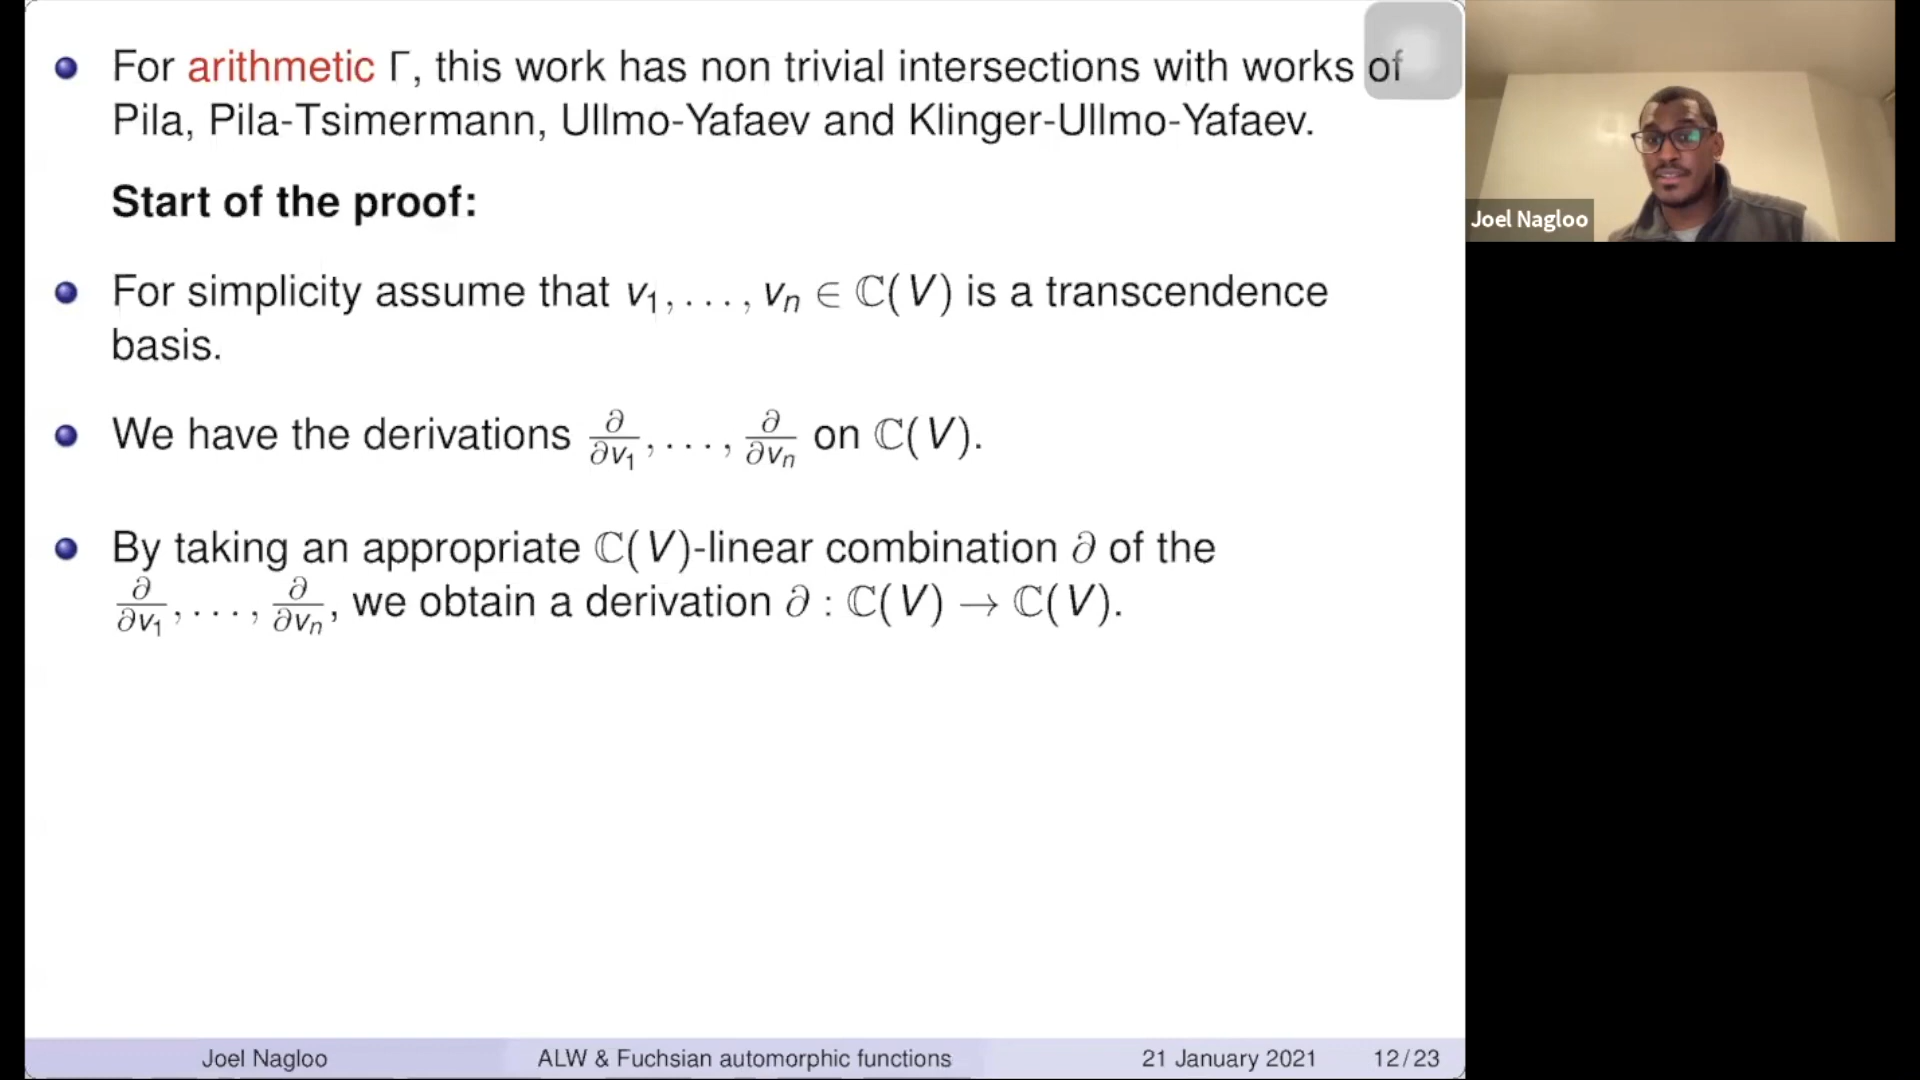 For arithmetic Γ, this work has non trivial intersections with works of
Pila, Pila-Tsimermann, Ullmo-Yafaev and Klinger-Ullmo-Yafaev.
Start of the proof:
For simplicity assume that v₁, . . . , vₙ ∈ ℂ(V) is a transcendence
basis.
We have the derivations ∂/∂v₁, . . . , ∂/∂vₙ on ℂ(V).
By taking an appropriate ℂ(V)-linear combination ∂ of the
∂/∂v₁, . . . , ∂/∂vₙ, we obtain a derivation ∂ : ℂ(V) → ℂ(V).
Joel Nagloo ALW & Fuchsian automorphic functions 21 January 2021 12/23
Joel Nagloo